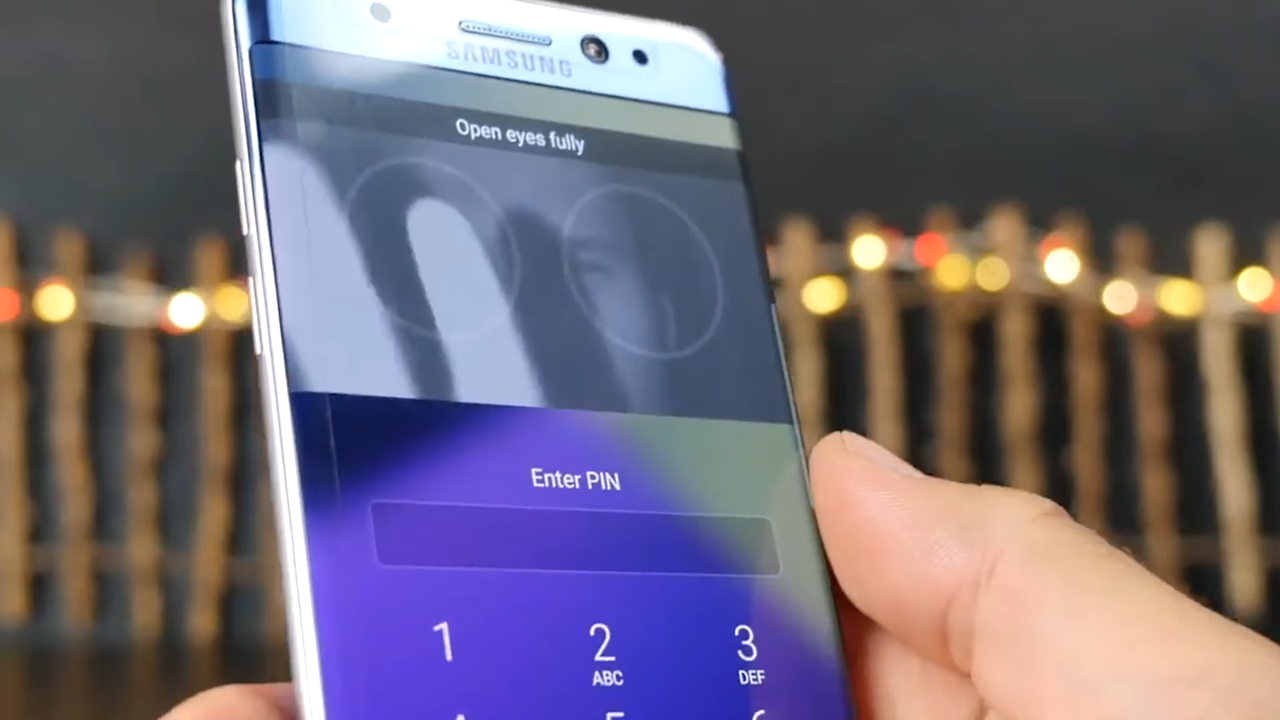 SAMSUNG
Open eyes fully
Enter PIN
1 2 3
ABC DEF